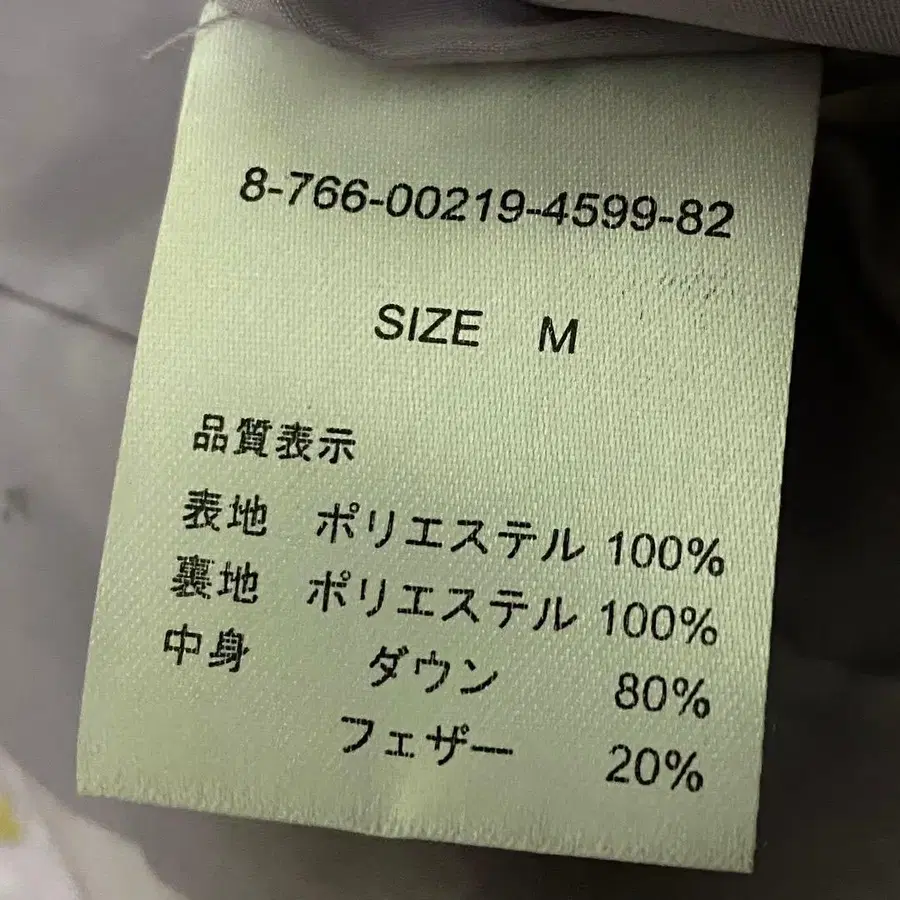 8-766-00219-4599-82
SIZE M
品質表示
表地 ポリエステル 100%
裏地 ポリエステル 100%
中身 ダウン 80%
フェザー 20%